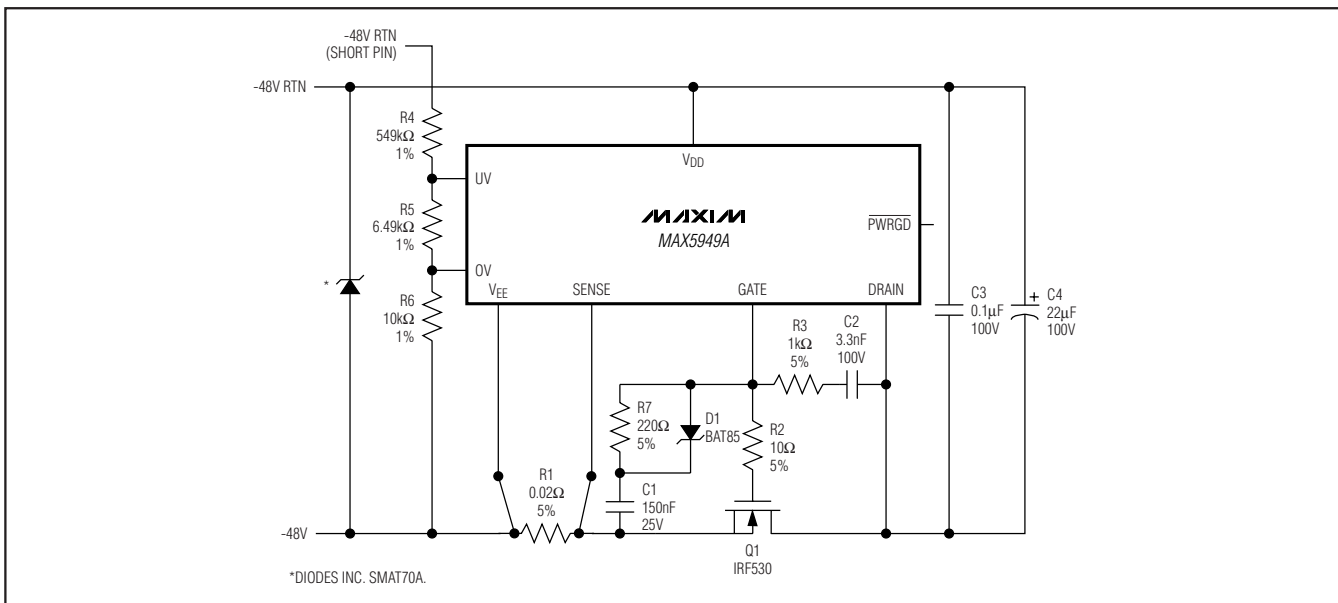 -48V RTN
(SHORT PIN)
-48V RTN
R4
549kΩ
1%
VDD
UV
R5
6.49kΩ
1%
MAXIM
MAX5949A
PWRGD
OV
*
R6
10kΩ
1%
VEE
SENSE
GATE
DRAIN
C3
0.1μF
100V
+
C4
22μF
100V
R3
1kΩ
5%
C2
3.3nF
100V
R7
220Ω
5%
D1
BAT85
R2
10Ω
5%
R1
0.02Ω
5%
C1
150nF
25V
-48V
Q1
IRF530
*DIODES INC. SMAT70A.